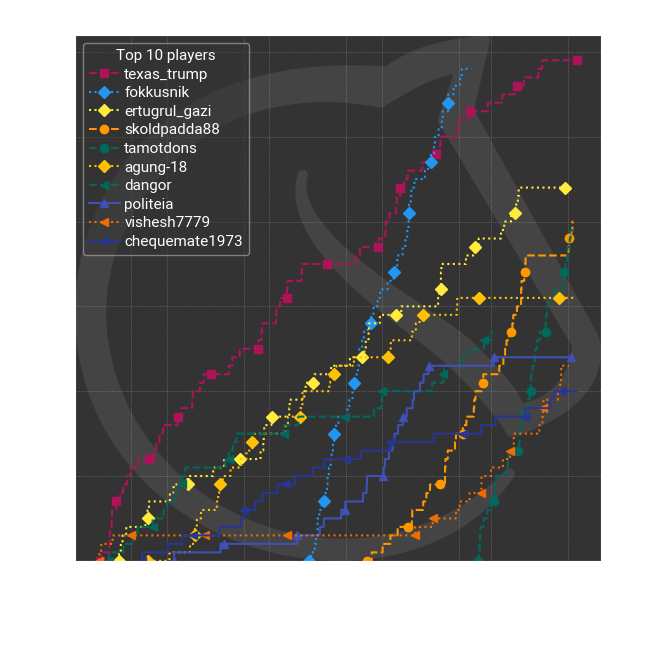 Top 10 players
texas_trump
fokkusnik
ertugrul_gazi
skoldpadda88
tamotdons
agung-18
dangor
politeia
vishesh7779
chequemate1973